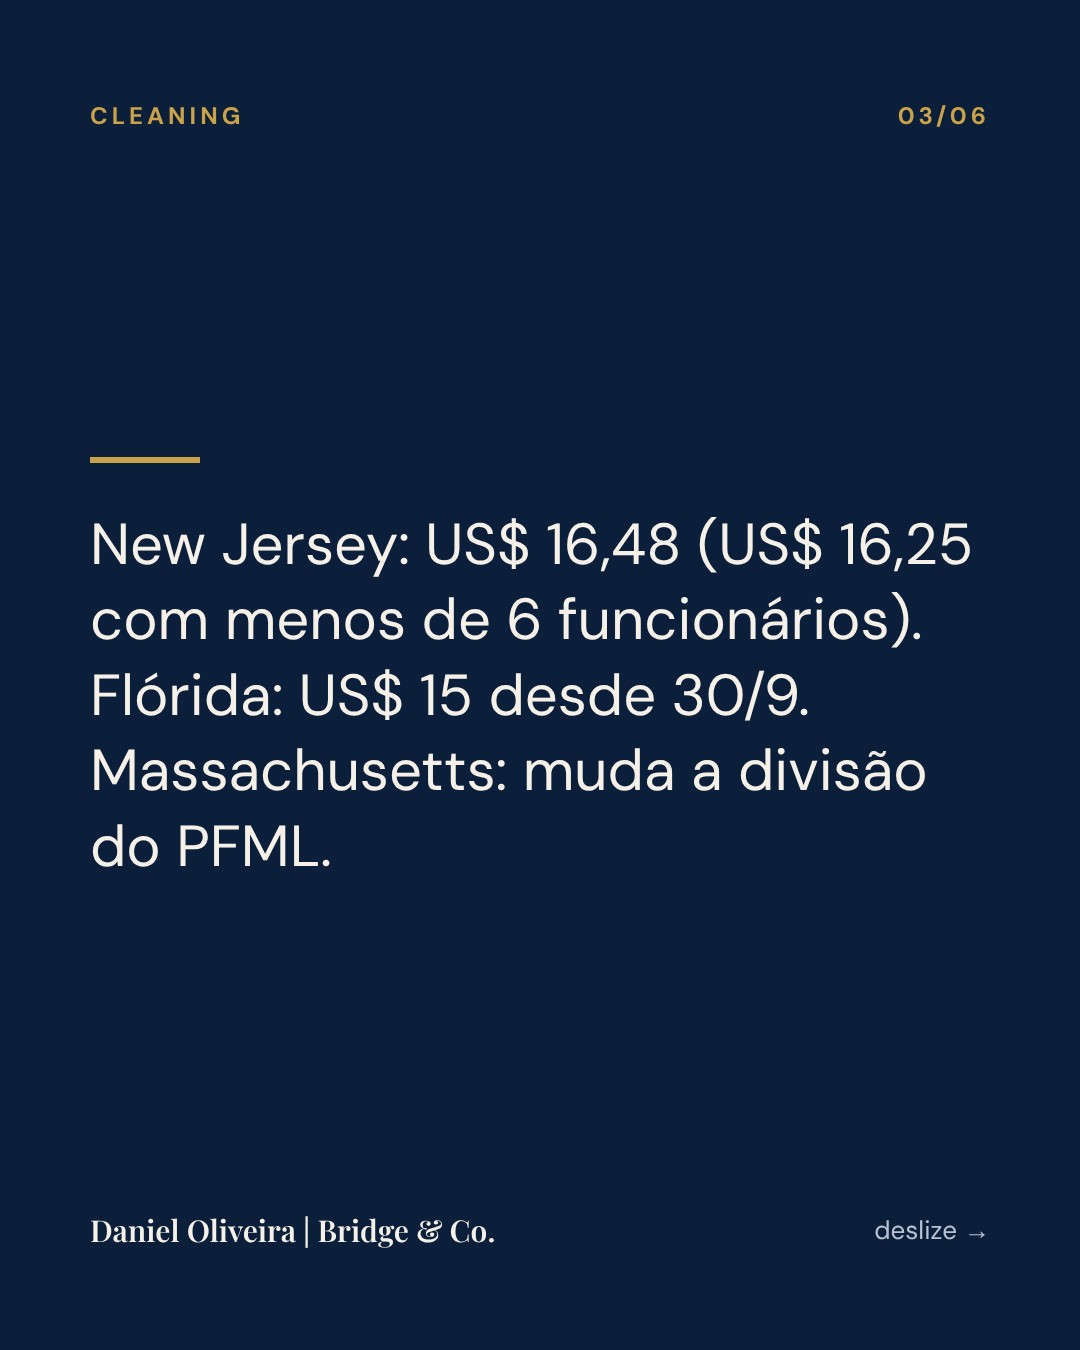 CLEANING
03/06
New Jersey: US$ 16,48 (US$ 16,25
com menos de 6 funcionários).
Flórida: US$ 15 desde 30/9.
Massachusetts: muda a divisão
do PFML.
Daniel Oliveira | Bridge & Co.
deslize →